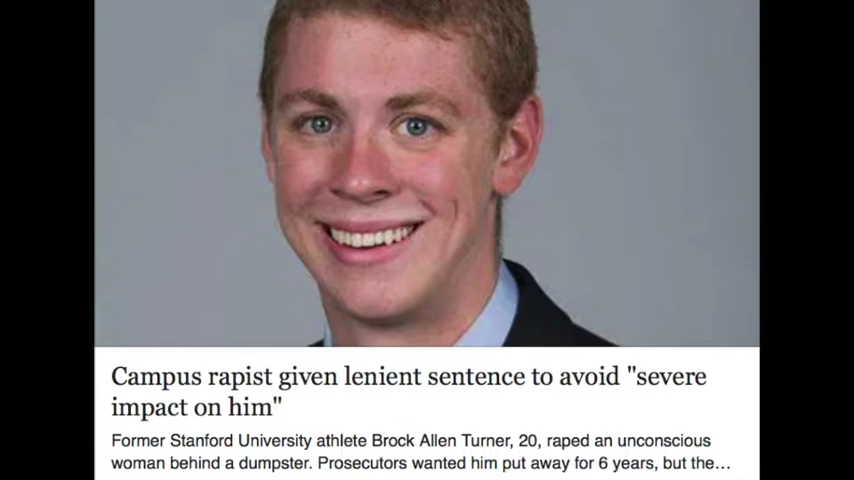 Campus rapist given lenient sentence to avoid "severe
impact on him"
Former Stanford University athlete Brock Allen Turner, 20, raped an unconscious
woman behind a dumpster. Prosecutors wanted him put away for 6 years, but the…